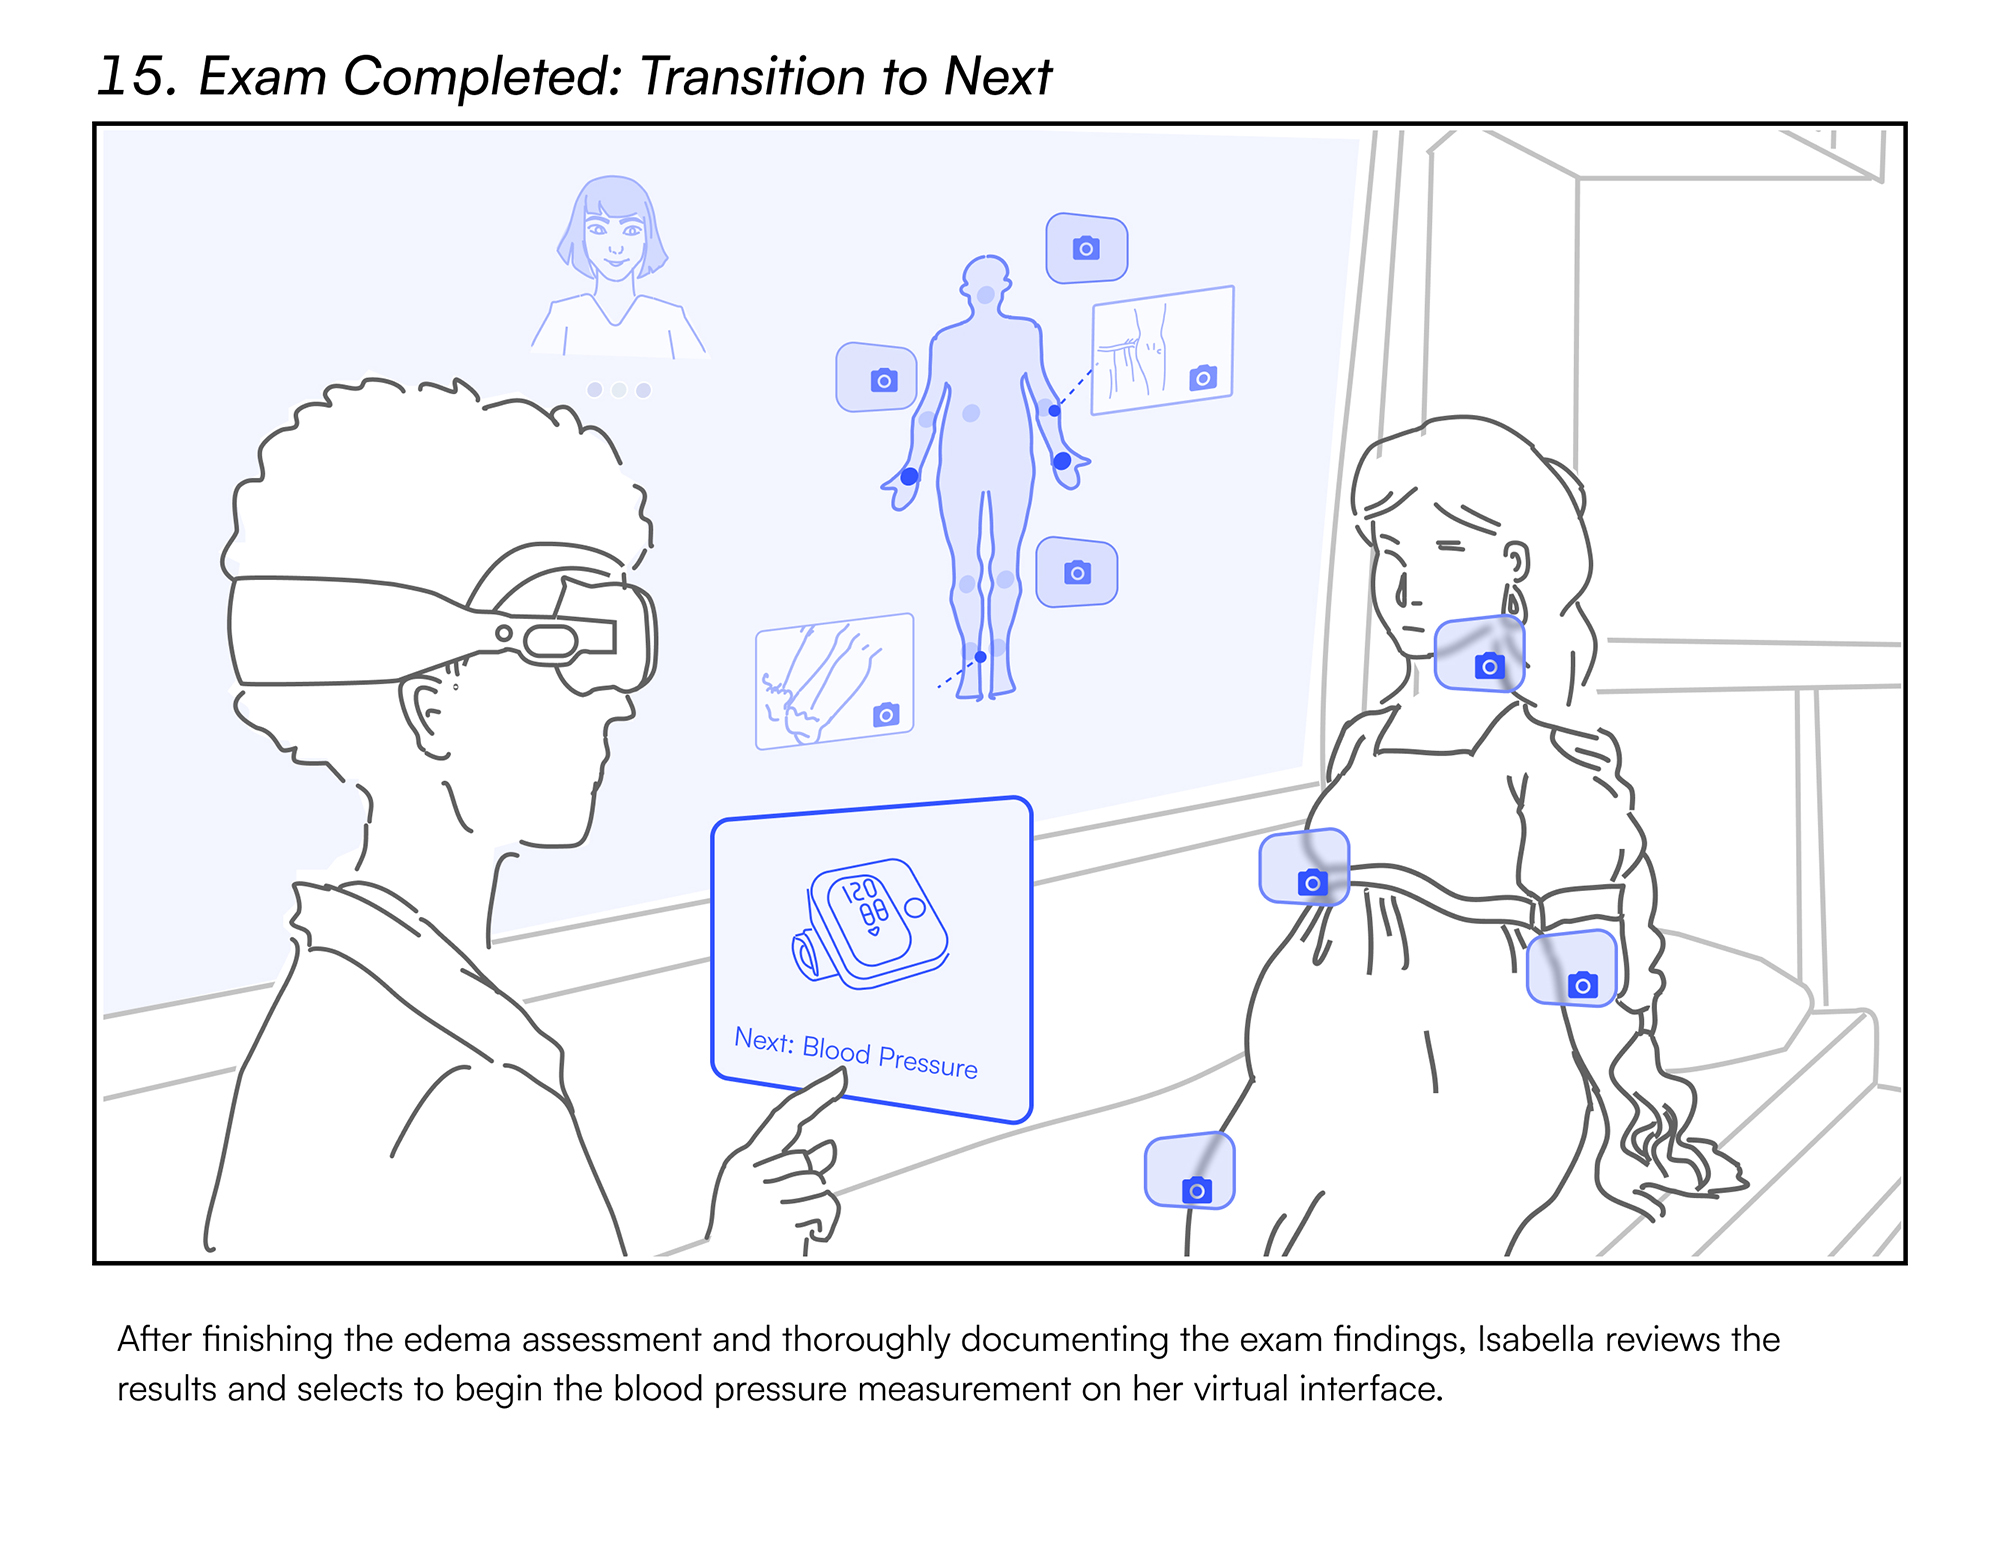 15. Exam Completed: Transition to Next
120
88
Next: Blood Pressure
After finishing the edema assessment and thoroughly documenting the exam findings, Isabella reviews the
results and selects to begin the blood pressure measurement on her virtual interface.